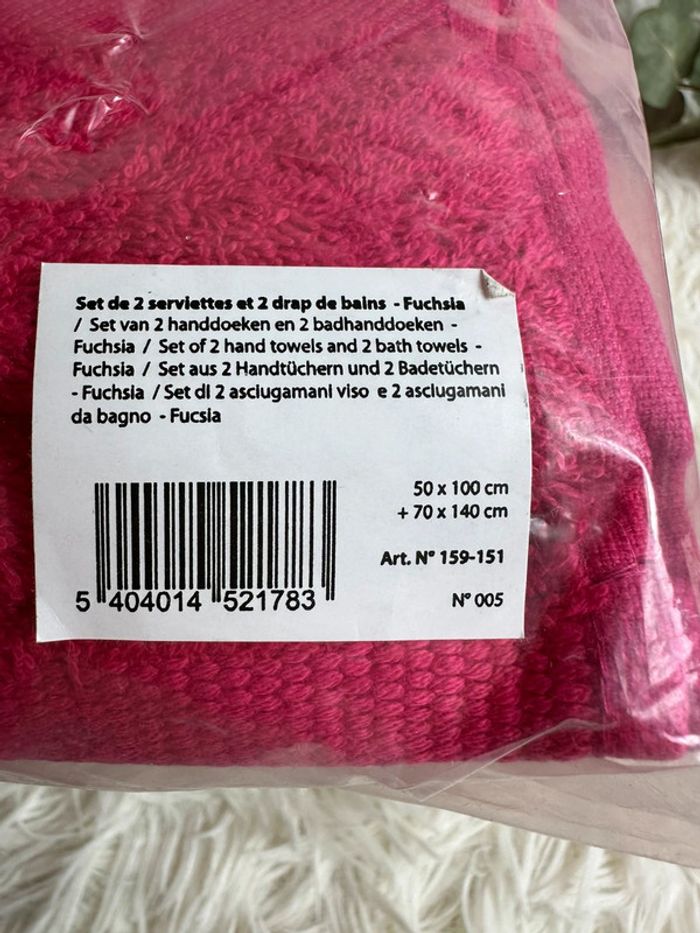 Set de 2 serviettes et 2 drap de bains - Fuchsia
/ Set van 2 handdoeken en 2 badhanddoeken -
Fuchsia / Set of 2 hand towels and 2 bath towels -
Fuchsia / Set aus 2 Handtüchern und 2 Badetüchern
- Fuchsia / Set di 2 asciugamani viso e 2 asciugamani
da bagno - Fucsia
50 x 100 cm
+ 70 x 140 cm
Art. N° 159-151
5 404014 521783
N° 005